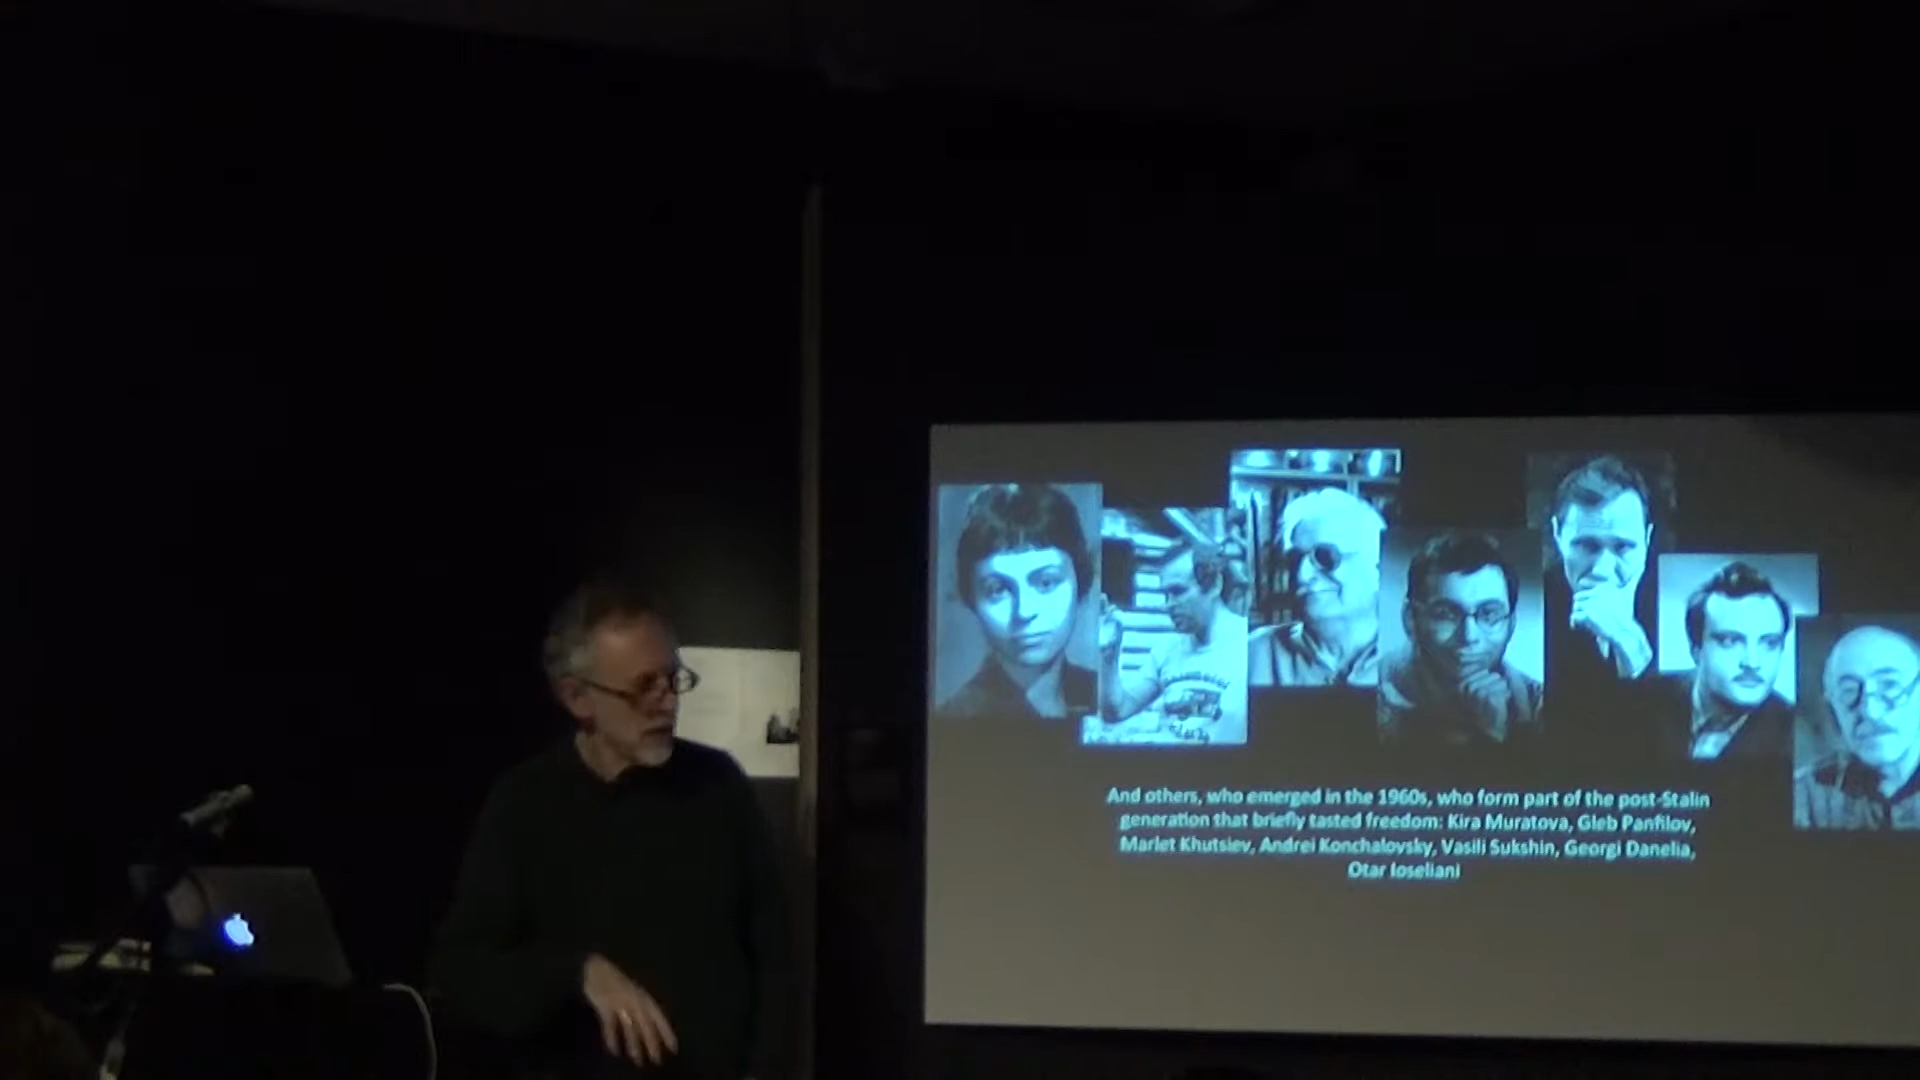 And others, who emerged in the 1960s, who form part of the post-Stalin
generation that briefly tasted freedom: Kira Muratova, Gleb Panfilov,
Marlet Khutsiev, Andrei Konchalovsky, Vasili Sukshin, Georgi Danelia,
Otar Ioseliani